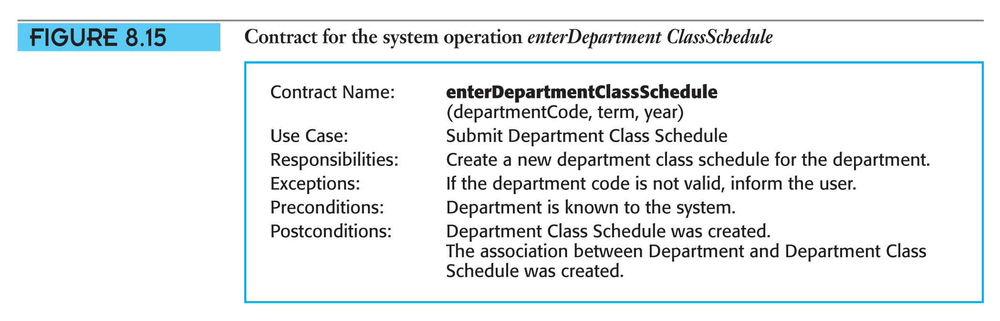 FIGURE 8.15
Contract for the system operation enterDepartment ClassSchedule
Contract Name: enterDepartmentClassSchedule
(departmentCode, term, year)
Use Case: Submit Department Class Schedule
Responsibilities: Create a new department class schedule for the department.
Exceptions: If the department code is not valid, inform the user.
Preconditions: Department is known to the system.
Postconditions: Department Class Schedule was created.
The association between Department and Department Class
Schedule was created.